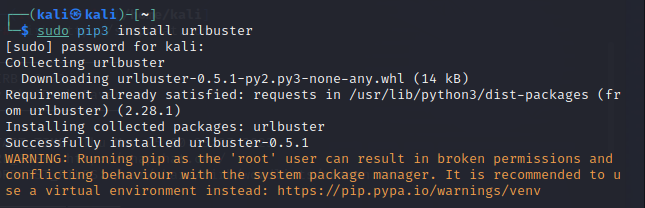 ┌──(kali㉿kali)-[~]
└─$ sudo pip3 install urlbuster
[sudo] password for kali:
Collecting urlbuster
  Downloading urlbuster-0.5.1-py2.py3-none-any.whl (14 kB)
Requirement already satisfied: requests in /usr/lib/python3/dist-packages (fr
om urlbuster) (2.28.1)
Installing collected packages: urlbuster
Successfully installed urlbuster-0.5.1
WARNING: Running pip as the 'root' user can result in broken permissions and
conflicting behaviour with the system package manager. It is recommended to u
se a virtual environment instead: https://pip.pypa.io/warnings/venv